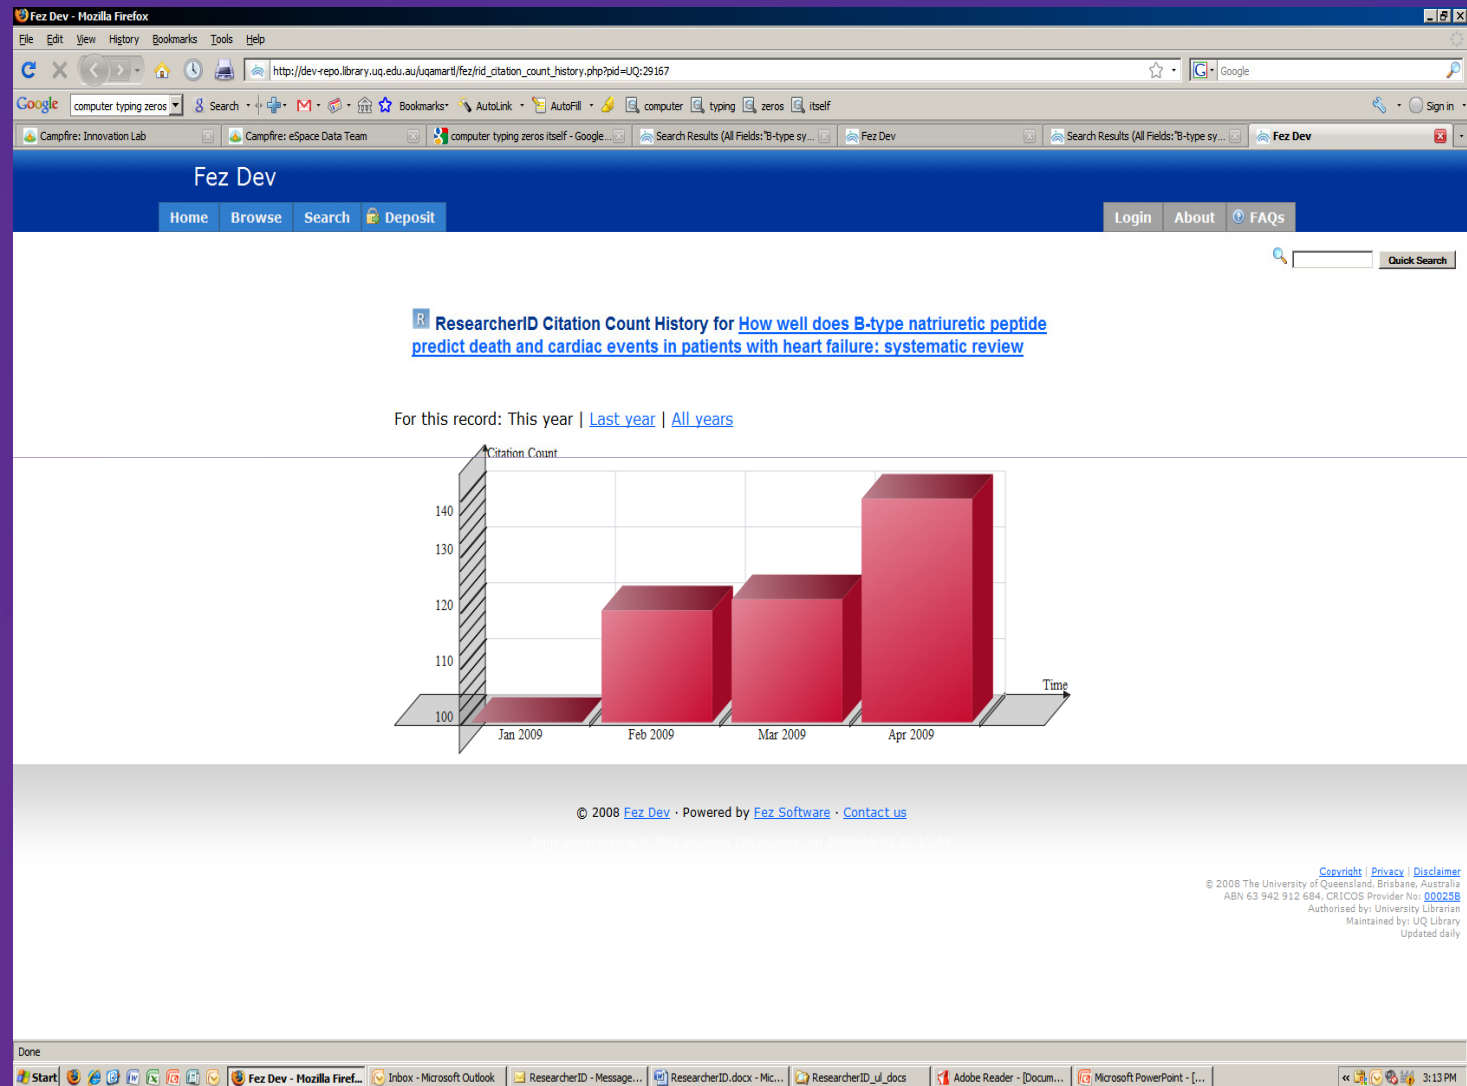 Fez Dev - Mozilla Firefox
File Edit View History Bookmarks Tools Help
http://dev-repo.library.uq.edu.au/uqamartl/fez/rid_citation_count_history.php?pid=UQ:29167
G Google
Google computer typing zeros Search Bookmarks AutoLink AutoFill computer typing zeros itself Sign in
Campfire: Innovation Lab Campfire: eSpace Data Team computer typing zeros itself - Google... Search Results (All Fields:"B-type sy... Fez Dev Search Results (All Fields:"B-type sy... Fez Dev
Fez Dev
Home Browse Search Deposit Login About FAQs
Quick Search
R ResearcherID Citation Count History for How well does B-type natriuretic peptide
predict death and cardiac events in patients with heart failure: systematic review
For this record: This year | Last year | All years
Citation Count
140
130
120
110
Time
100
Jan 2009 Feb 2009 Mar 2009 Apr 2009
© 2008 Fez Dev · Powered by Fez Software · Contact us
Copyright | Privacy | Disclaimer
© 2008 The University of Queensland, Brisbane, Australia
ABN 63 942 912 684, CRICOS Provider No: 00025B
Authorised by: University Librarian
Maintained by: UQ Library
Updated daily
Done
Start Fez Dev - Mozilla Firef... Inbox - Microsoft Outlook ResearcherID - Message... ResearcherID.docx - Mic... ResearcherID_ul_docs Adobe Reader - [Docum... Microsoft PowerPoint - [... « 3:13 PM